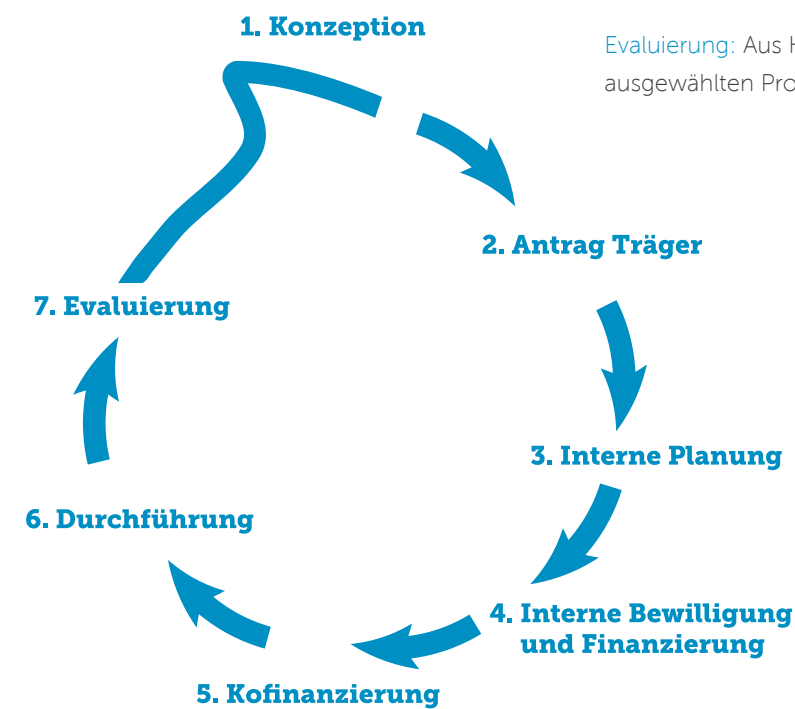 1. Konzeption
Evaluierung: Aus
ausgewählten
2. Antrag Träger
7. Evaluierung
3. Interne Planung
6. Durchführung
4. Interne Bewilligung
und Finanzierung
5. Kofinanzierung